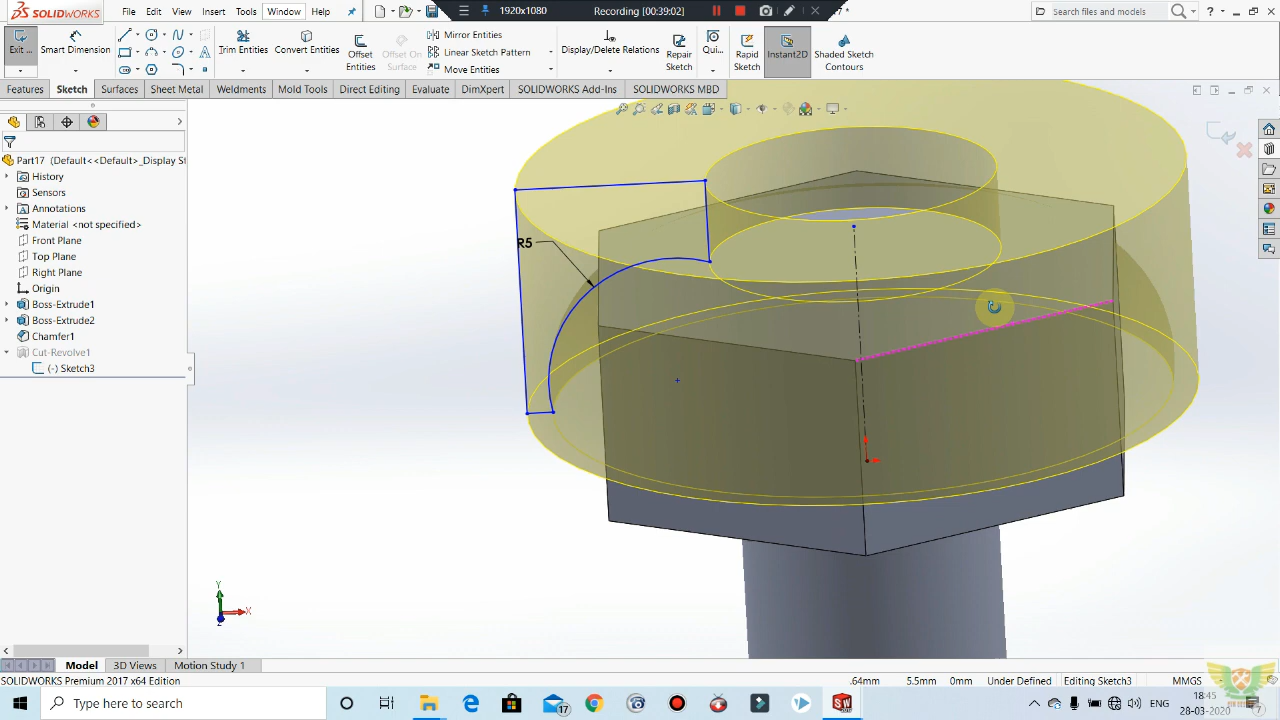 SOLIDWORKS File Edit View Insert Tools Window Help
1920x1080 Recording [00:39:02]
Search files and models
Exit ... Smart Dimension Trim Entities Convert Entities Offset Entities Offset On Surface
Mirror Entities
Linear Sketch Pattern
Move Entities
Display/Delete Relations Repair Sketch Qui... Rapid Sketch Instant2D Shaded Sketch Contours
Features Sketch Surfaces Sheet Metal Weldments Mold Tools Direct Editing Evaluate DimXpert SOLIDWORKS Add-Ins SOLIDWORKS MBD
Part17 (Default<<Default>_Display St
History
Sensors
Annotations
Material <not specified>
Front Plane
Top Plane
Right Plane
Origin
Boss-Extrude1
Boss-Extrude2
Chamfer1
Cut-Revolve1
(-) Sketch3
R5
Y
X
Z
Model 3D Views Motion Study 1
SOLIDWORKS Premium 2017 x64 Edition .64mm 5.5mm 0mm Under Defined Editing Sketch3 MMGS
Type here to search
17
ENG
18:45
28-03-2020
7